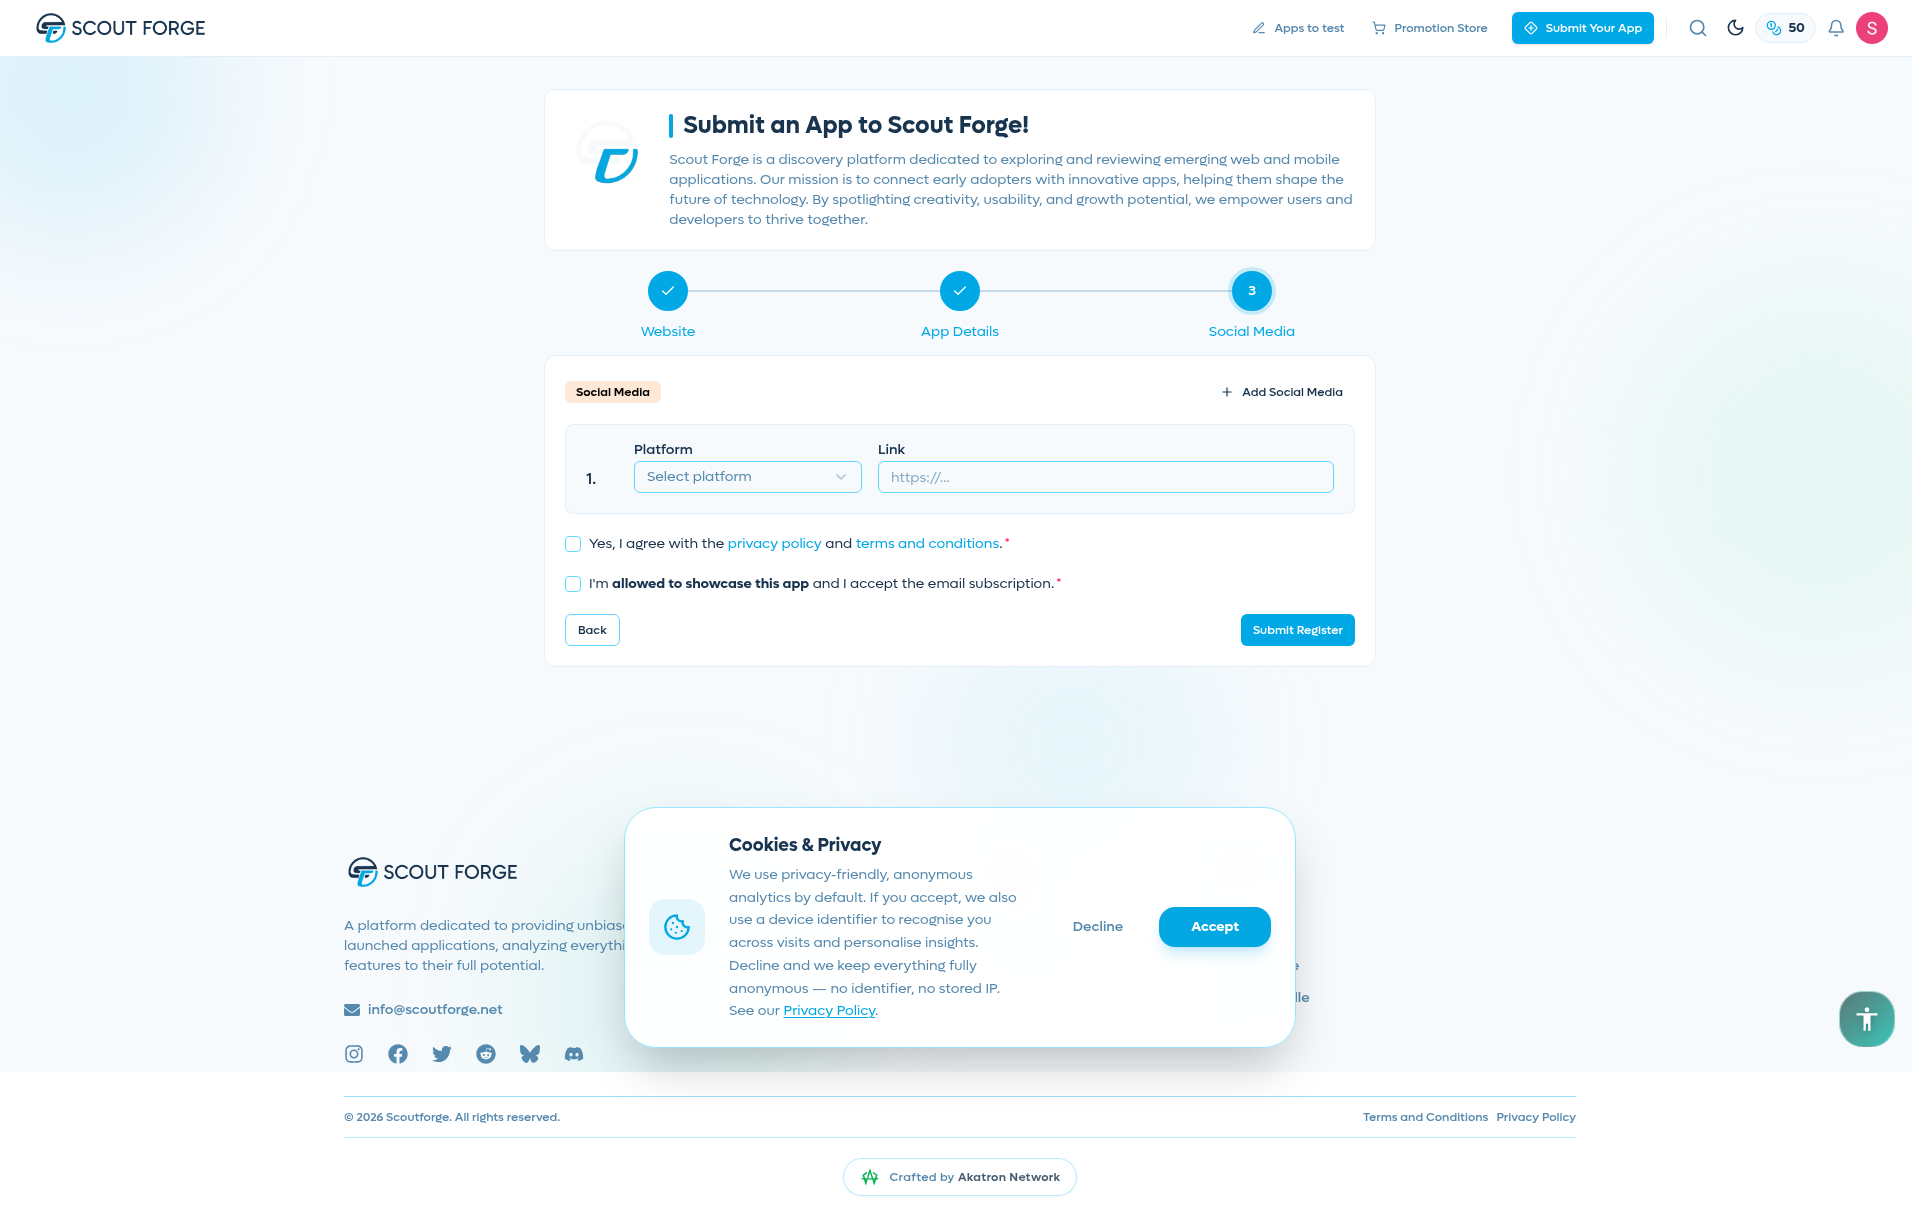 SCOUT FORGE
Apps to test
Promotion Store
Submit Your App
50
S
Submit an App to Scout Forge!
Scout Forge is a discovery platform dedicated to exploring and reviewing emerging web and mobile
applications. Our mission is to connect early adopters with innovative apps, helping them shape the
future of technology. By spotlighting creativity, usability, and growth potential, we empower users and
developers to thrive together.
3
Website
App Details
Social Media
Social Media
Add Social Media
Platform
Link
1.
Select platform
https://...
Yes, I agree with the privacy policy and terms and conditions.*
I'm allowed to showcase this app and I accept the email subscription.*
Back
Submit Register
Cookies & Privacy
We use privacy-friendly, anonymous
analytics by default. If you accept, we also
use a device identifier to recognise you
across visits and personalise insights.
Decline and we keep everything fully
anonymous — no identifier, no stored IP.
See our Privacy Policy.
Decline
Accept
SCOUT FORGE
A platform dedicated to providing
launched applications, analyzing
features to their full potential.
info@scoutforge.net
© 2026 Scoutforge. All rights reserved.
Terms and Conditions
Privacy Policy
Crafted by Akatron Network